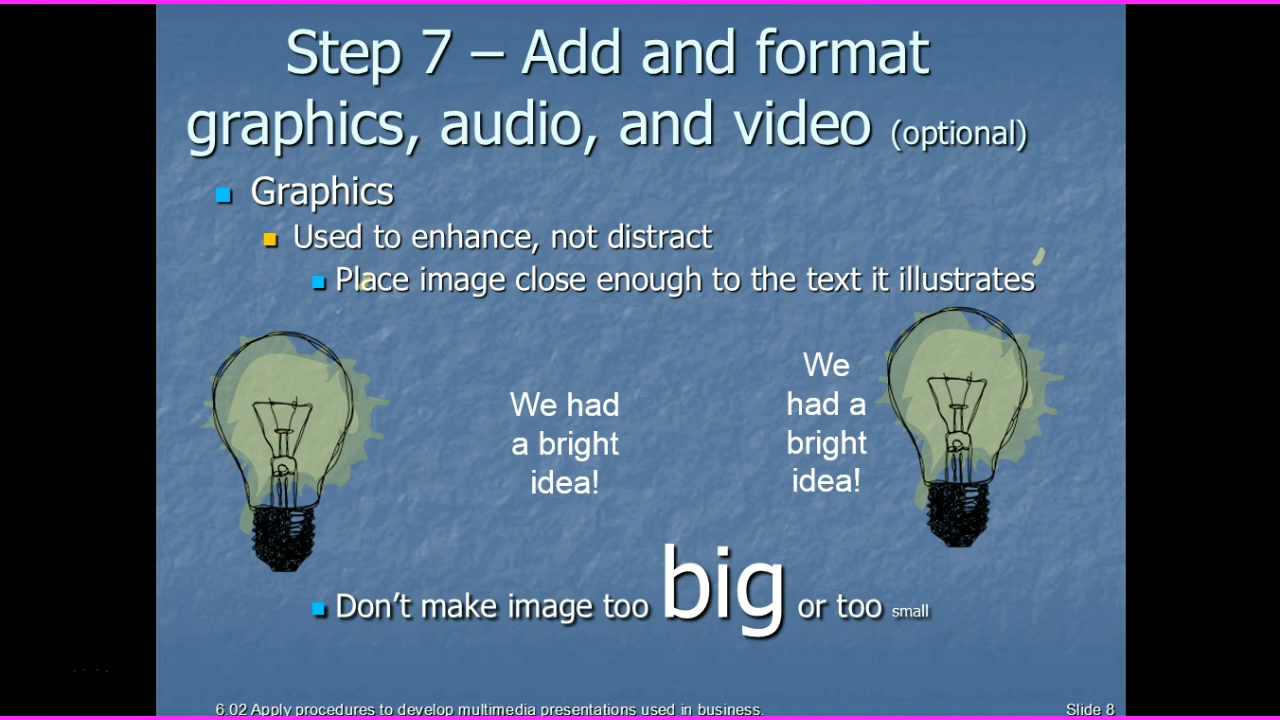 Step 7 – Add and format
graphics, audio, and video (optional)
Graphics
Used to enhance, not distract
Place image close enough to the text it illustrates
We had
a bright
idea!
We
had a
bright
idea!
Don't make image too big or too small
6.02 Apply procedures to develop multimedia presentations used in business.
Slide 8